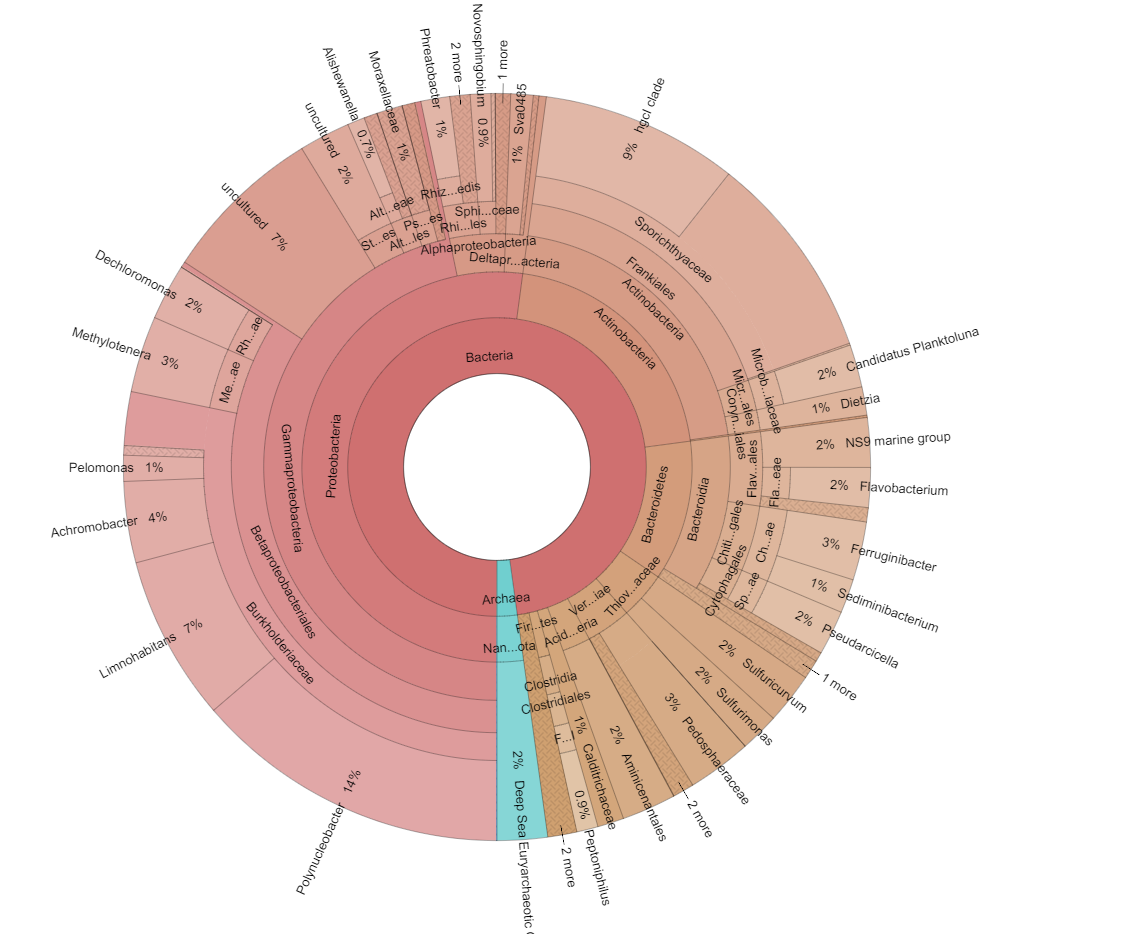 Novosphingobium
0.9%
1 more
2 more
Phreatobacter
1%
Sva0485
1%
Moraxellaceae
1%
Alishewanella
0.7%
uncultured
2%
uncultured
7%
hgcI clade
9%
Alt...eae
Rhiz...edis
Ps...es
Sphi...ceae
St...es
Alt...les
Rhi...les
Alphaproteobacteria
Deltapr...acteria
Sporichthyaceae
Frankiales
Actinobacteria
Actinobacteria
Dechloromonas
2%
Rh...ae
Methylotenera
3%
Me...ae
Bacteria
Proteobacteria
Gammaproteobacteria
Betaproteobacteriales
Burkholderiaceae
Microb...iaceae
Micr...ales
Coryn...iales
2%
Candidatus Planktoluna
1%
Dietzia
2%
NS9 marine group
2%
Flavobacterium
Flav...ales
Fla...eae
Bacteroidetes
Bacteroidia
Chiti...gales
Ch...ae
3%
Ferruginibacter
1%
Sediminibacterium
Cytophagales
Sp...ae
2%
Pseudarcicella
1 more
Pelomonas
1%
Achromobacter
4%
Limnohabitans
7%
Polynucleobacter
14%
Archaea
Nan...ota
2%
Deep Sea Euryarchaeotic
Fir...tes
Clostridia
Clostridiales
F...I
0.9%
Peptoniphilus
2 more
Acid...eria
1%
Calditrichaceae
2%
Aminicenantales
Ver...iae
3%
Pedosphaeraceae
2 more
Thiov...aceae
2%
Sulfuricurvum
2%
Sulfurimonas